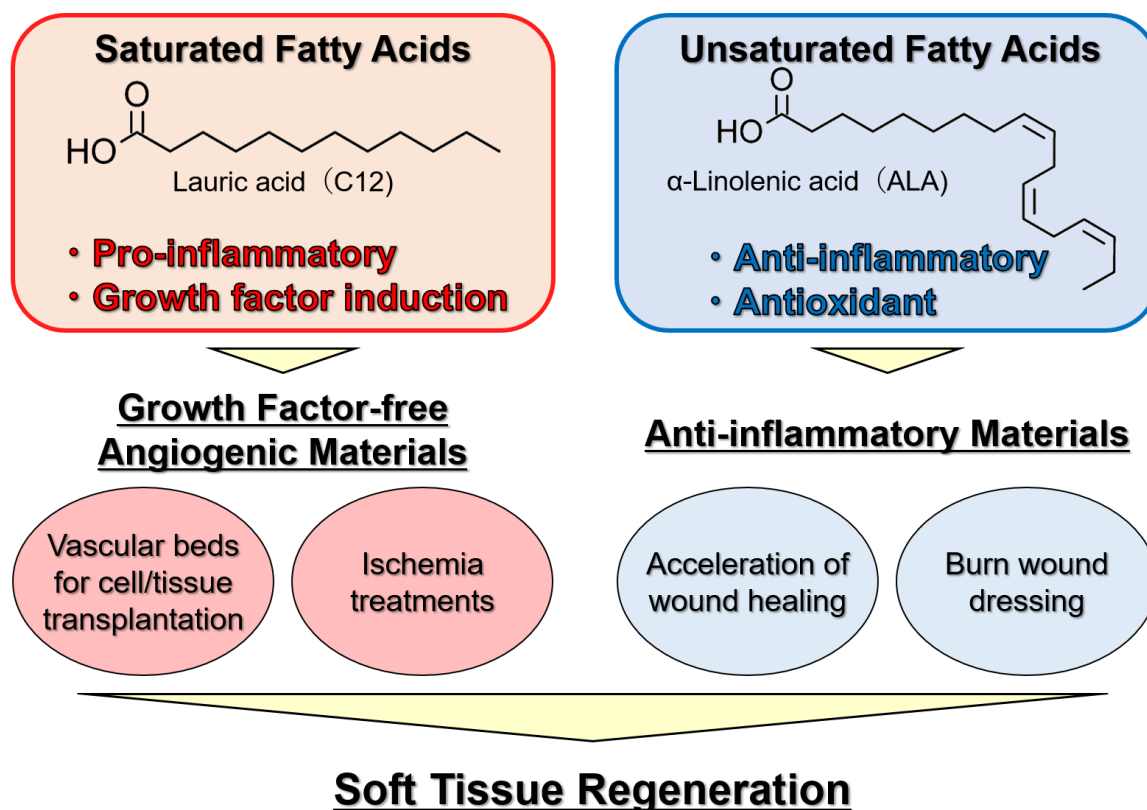 Saturated Fatty Acids
O
HO
Lauric acid（C12)
・Pro-inflammatory
・Growth factor induction
Unsaturated Fatty Acids
O
HO
α-Linolenic acid（ALA)
・Anti-inflammatory
・Antioxidant
Growth Factor-free
Angiogenic Materials
Anti-inflammatory Materials
Vascular beds
for cell/tissue
transplantation
Ischemia
treatments
Acceleration of
wound healing
Burn wound
dressing
Soft Tissue Regeneration